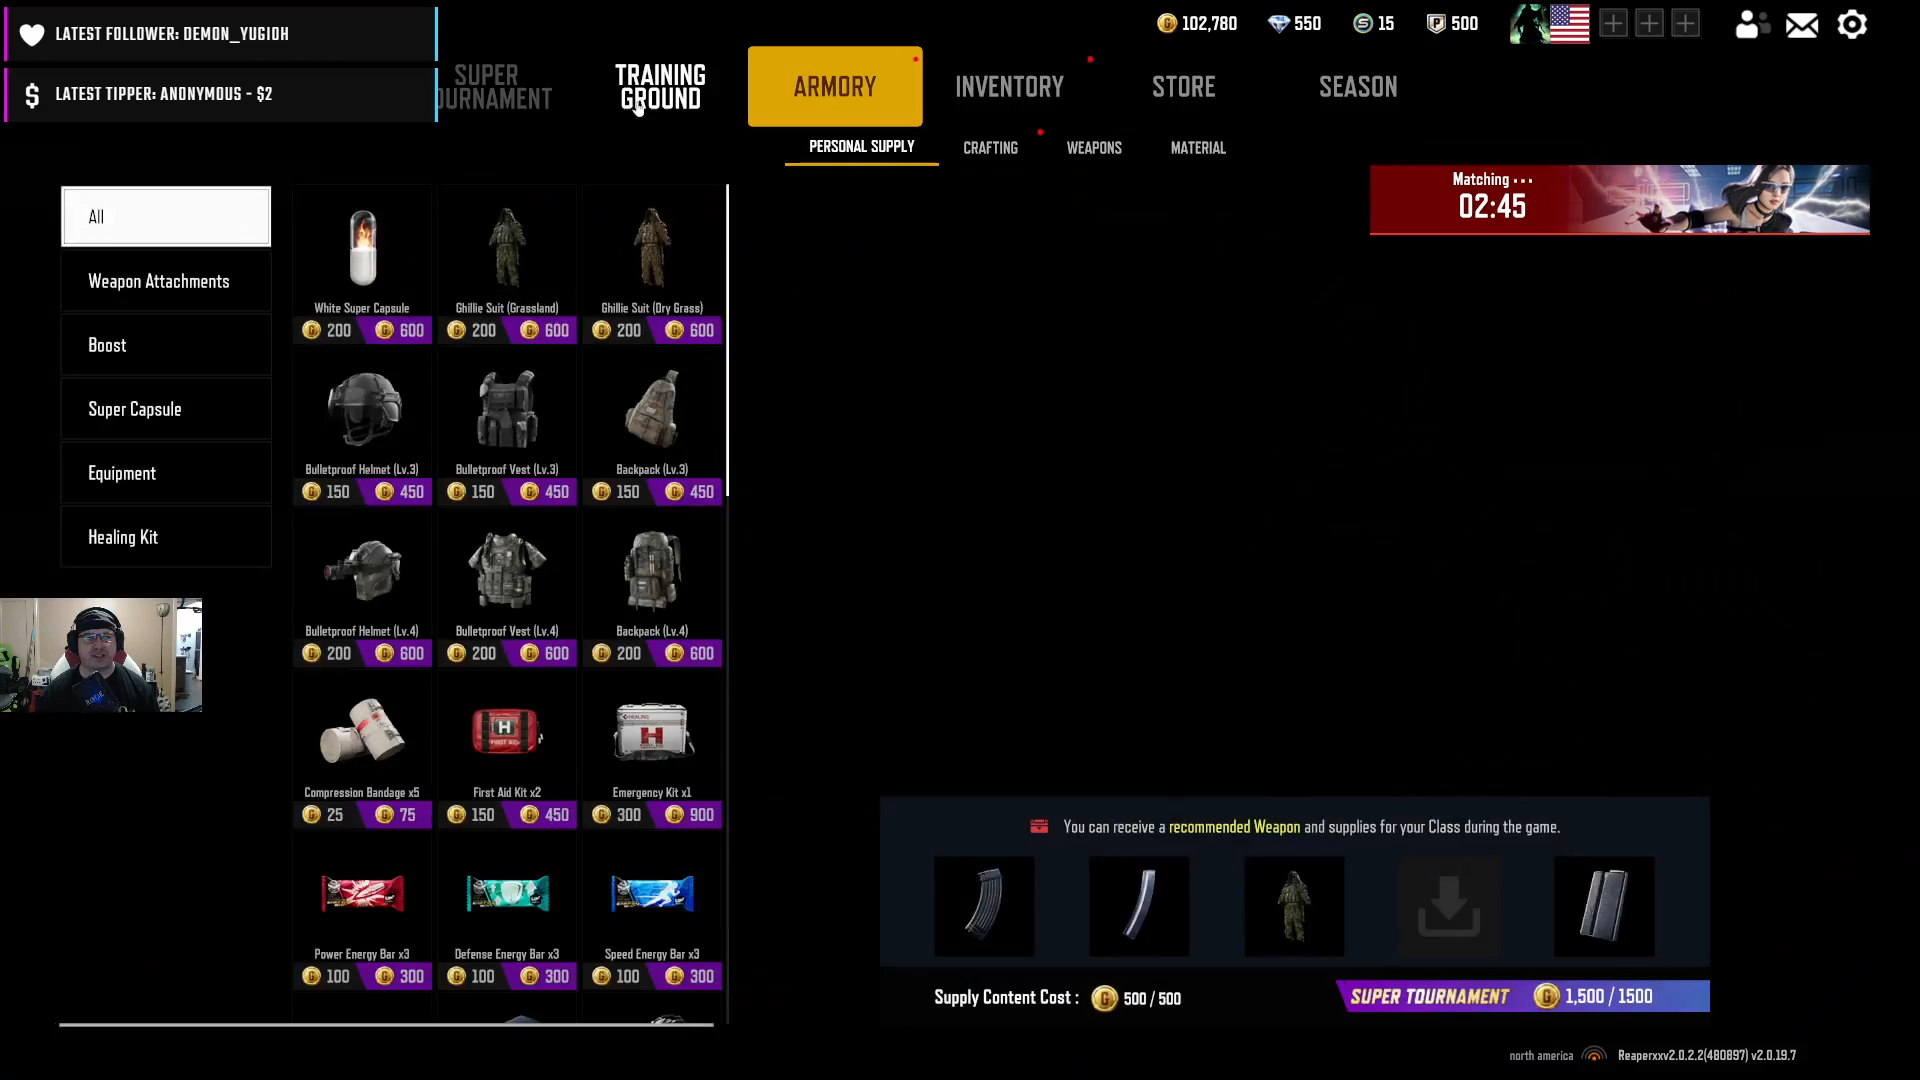 LATEST FOLLOWER: DEMON_YUGIOH
102,780
550
15
500
LATEST TIPPER: ANONYMOUS - $2
SUPER
TRAINING
GROUND
ARMORY
INVENTORY
STORE
SEASON
PERSONAL SUPPLY
CRAFTING
WEAPONS
MATERIAL
Matching ···
02:45
All
Weapon Attachments
Boost
Super Capsule
Equipment
Healing Kit
White Super Capsule
Ghillie Suit (Grassland)
Ghillie Suit (Dry Grass)
200 600
200 600
200 600
Bulletproof Helmet (Lv.3)
Bulletproof Vest (Lv.3)
Backpack (Lv.3)
150 450
150 450
150 450
Bulletproof Helmet (Lv.4)
Bulletproof Vest (Lv.4)
Backpack (Lv.4)
200 600
200 600
200 600
Compression Bandage x5
First Aid Kit x2
Emergency Kit x1
25 75
150 450
300 900
Power Energy Bar x3
Defense Energy Bar x3
Speed Energy Bar x3
100 300
100 300
100 300
You can receive a recommended Weapon and supplies for your Class during the game.
Supply Content Cost : 500 / 500
SUPER TOURNAMENT 1,500 / 1500
north america
Reaperxxv2.0.2.2(480897) v2.0.19.7